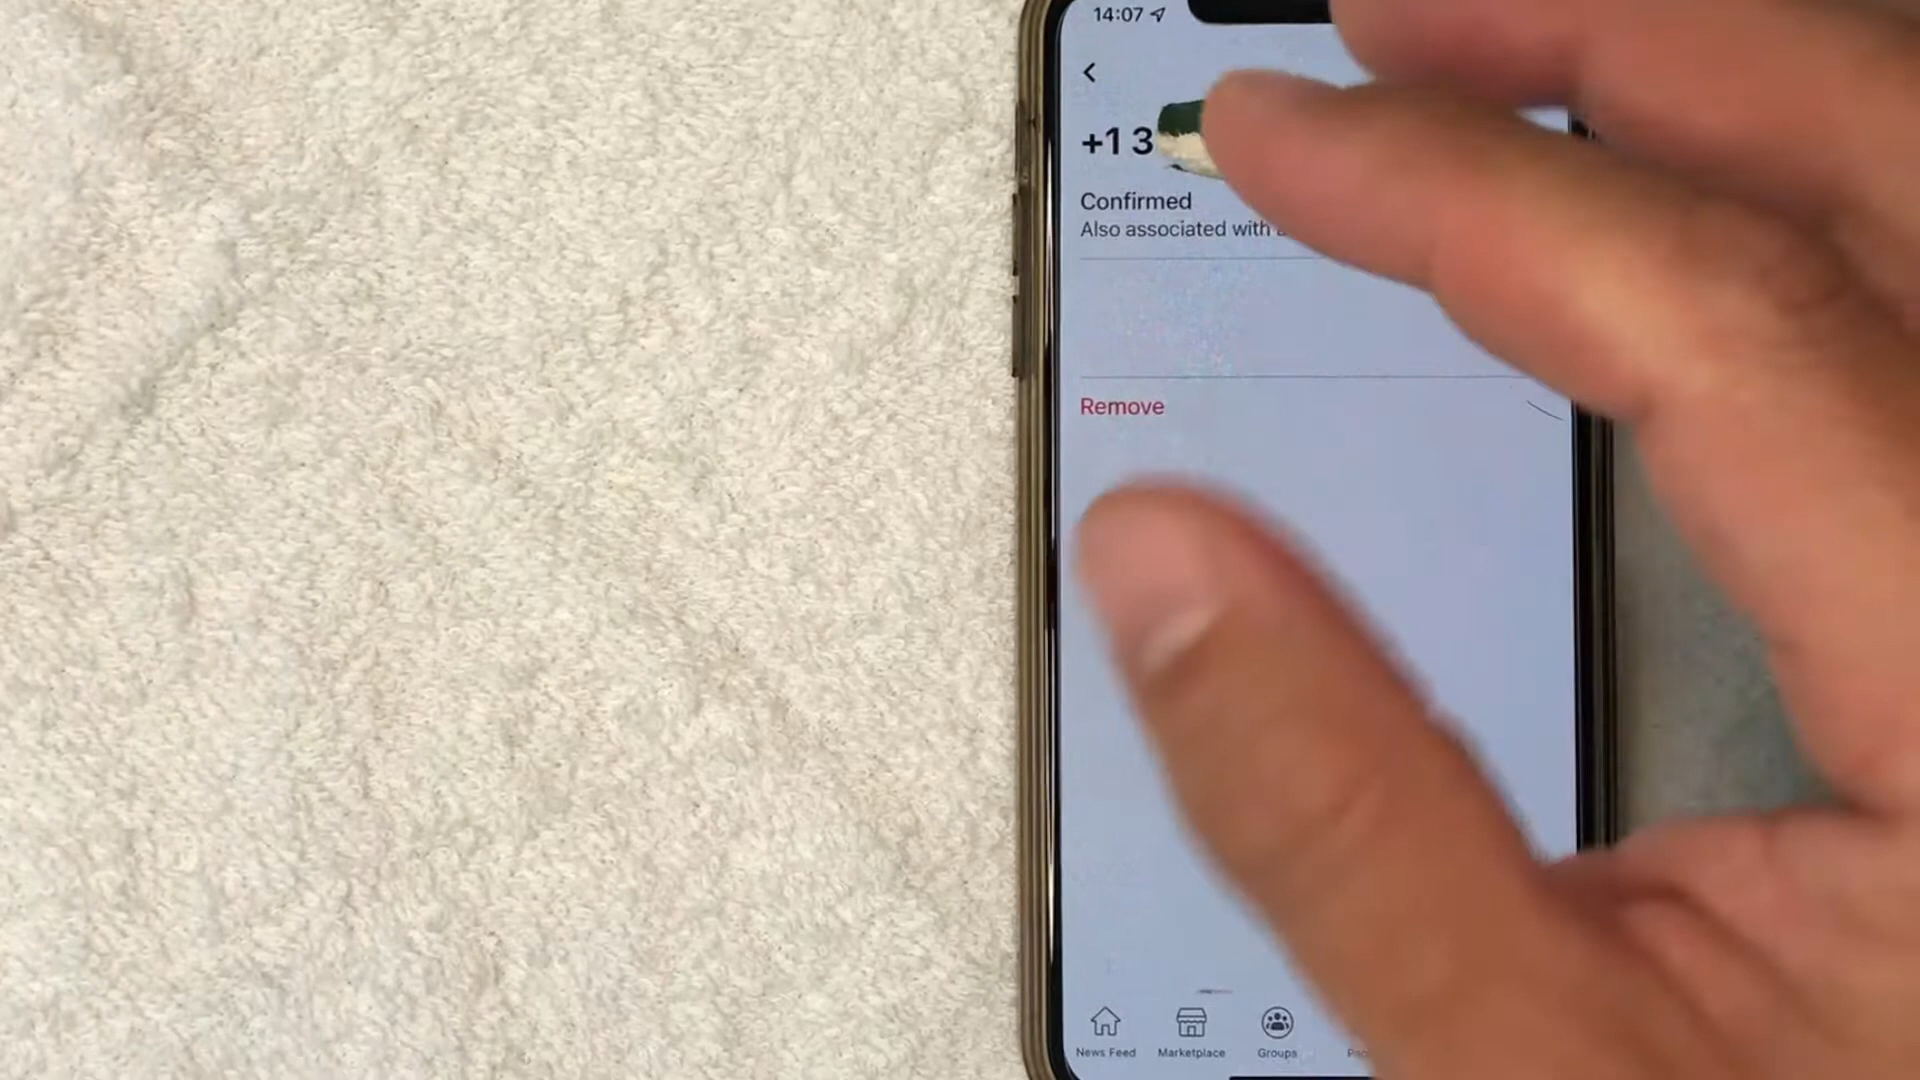 14:07
+1 3
Confirmed
Also associated with
Remove
News Feed Marketplace Groups